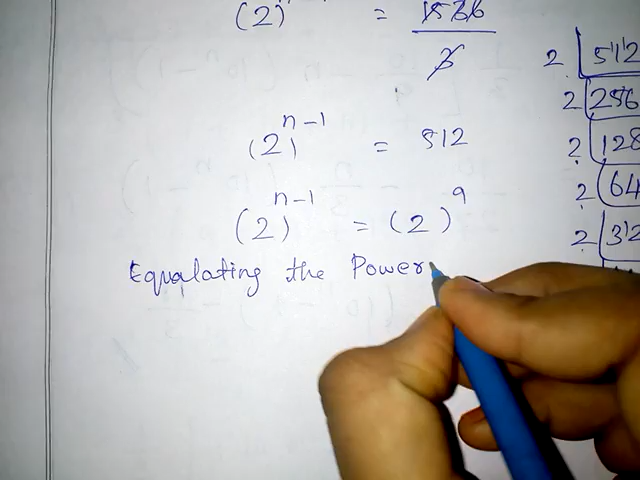 (2) = 1536
3
(2)ⁿ⁻¹ = 512
(2)ⁿ⁻¹ = (2)⁹
Equalating the Power
2 512
2 256
2 128
2 64
2 32